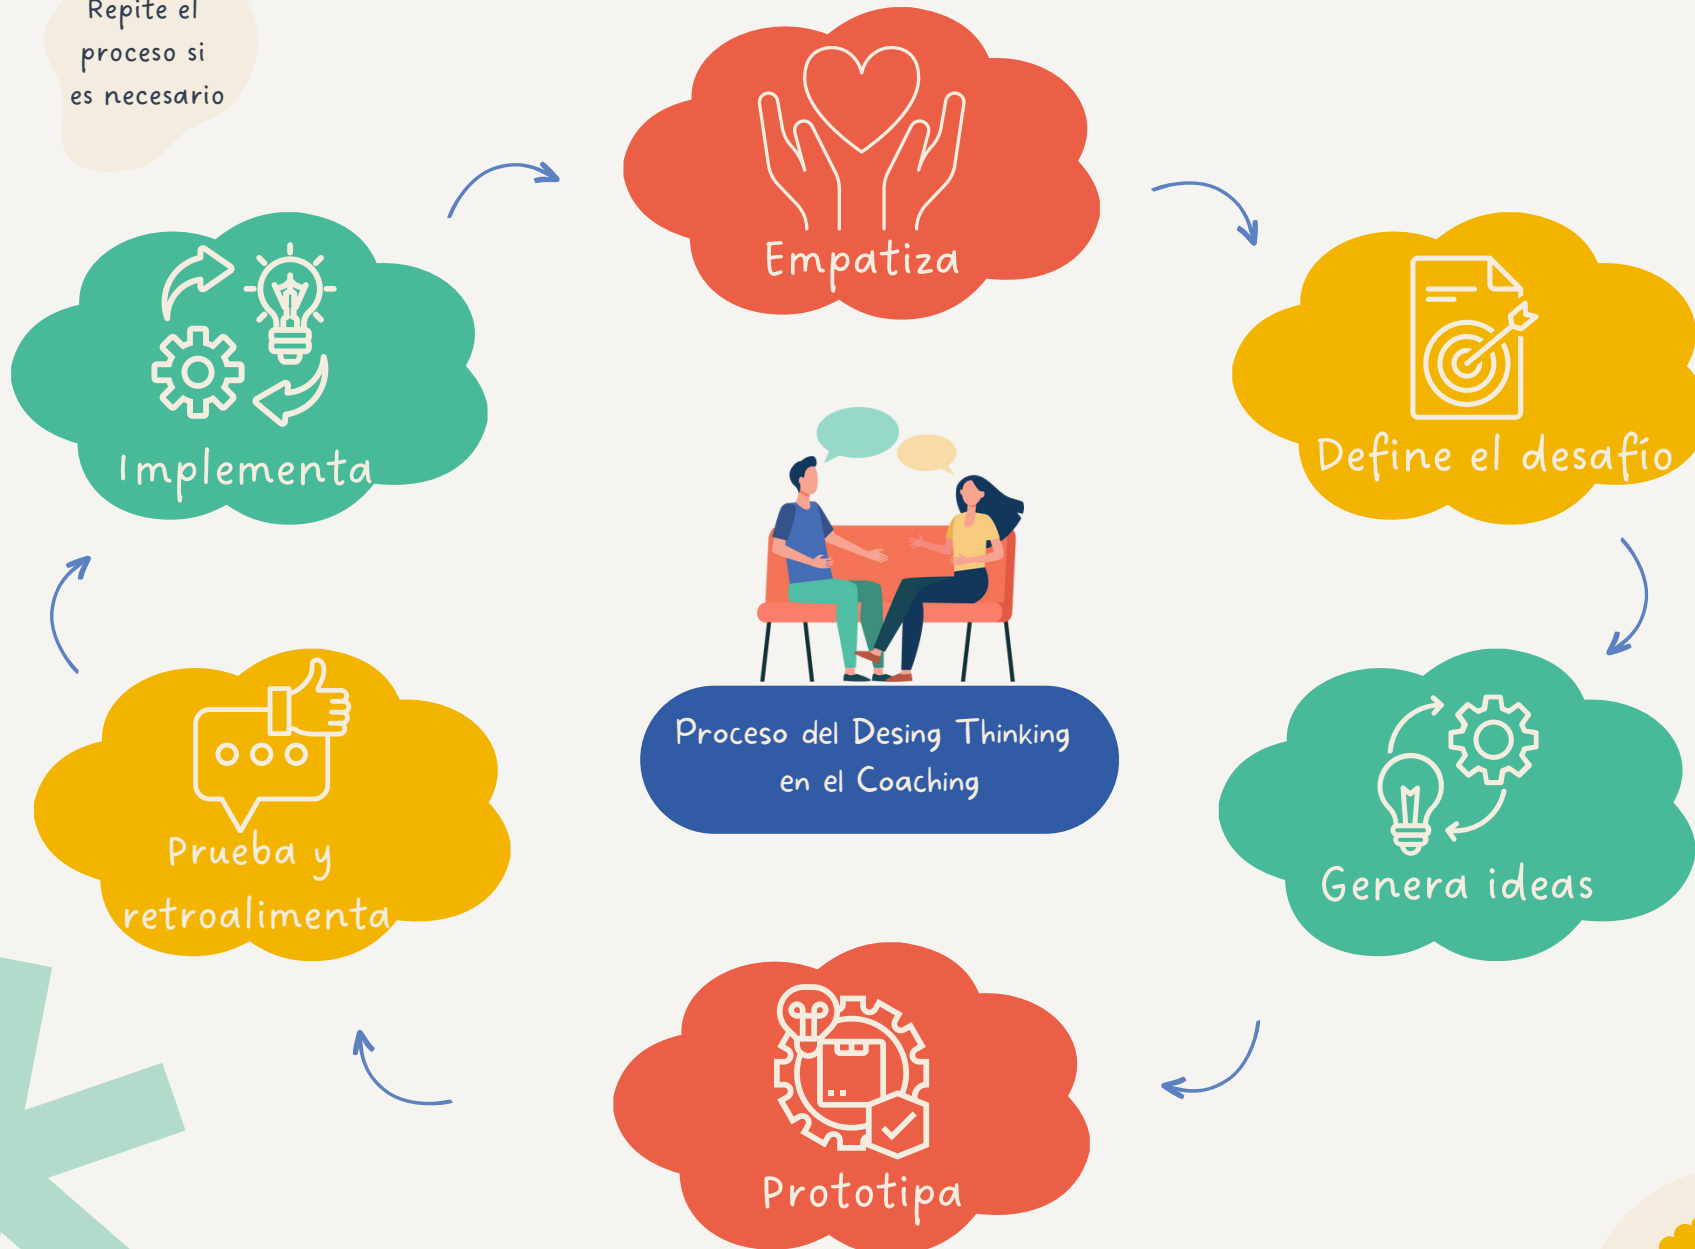 Repite el
proceso si
es necesario
Empatiza
Define el desafío
Genera ideas
Prototipa
Prueba y
retroalimenta
Implementa
Proceso del Desing Thinking
en el Coaching